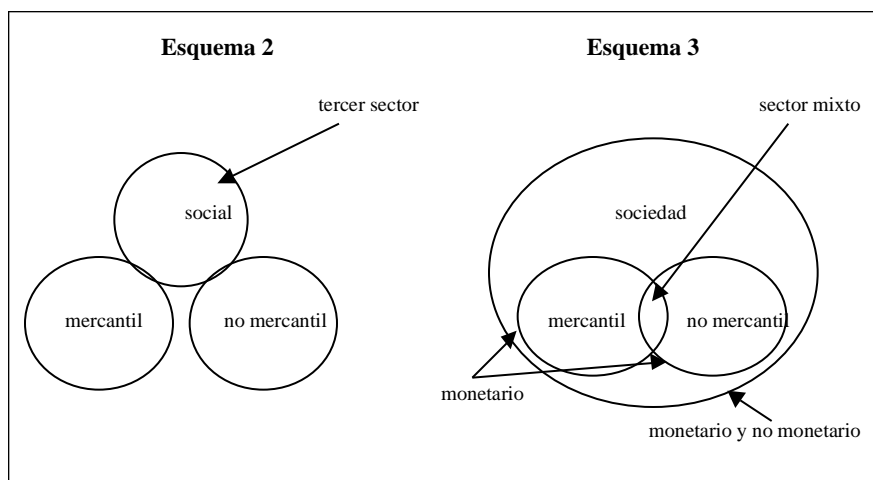 Esquema 2
tercer sector
social
mercantil
no mercantil
Esquema 3
sector mixto
sociedad
mercantil
no mercantil
monetario
monetario y no monetario